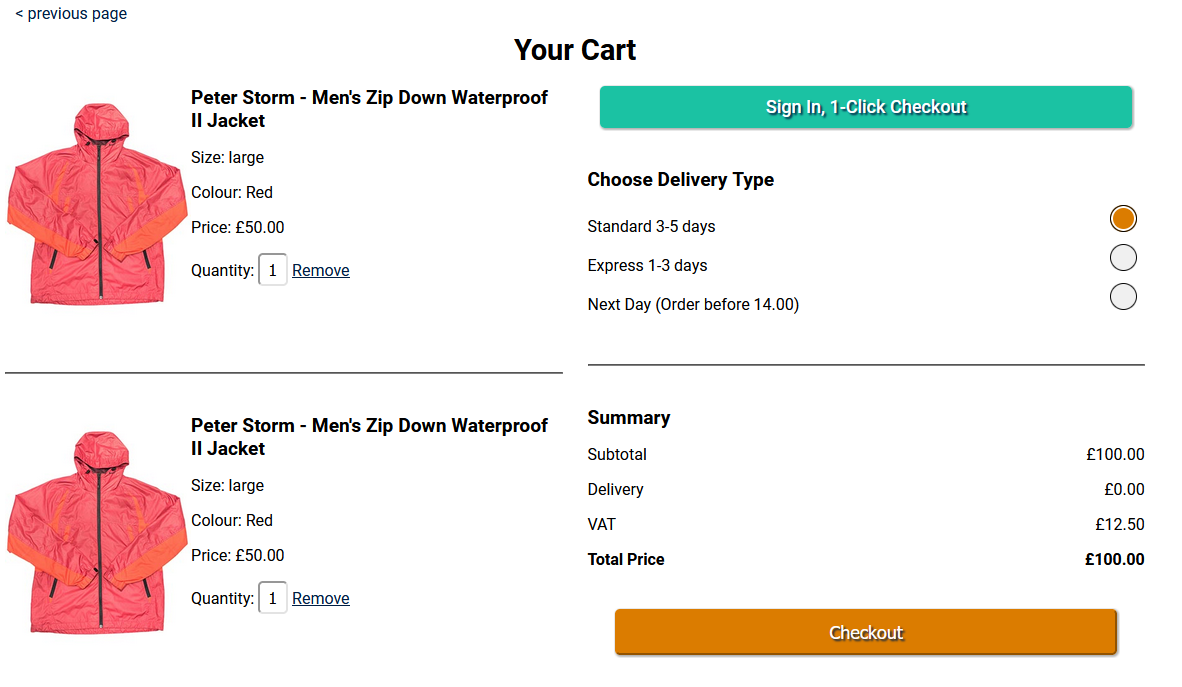 < previous page
Your Cart
Peter Storm - Men's Zip Down Waterproof
II Jacket
Size: large
Colour: Red
Price: £50.00
Quantity: 1 Remove
Peter Storm - Men's Zip Down Waterproof
II Jacket
Size: large
Colour: Red
Price: £50.00
Quantity: 1 Remove
Sign In, 1-Click Checkout
Choose Delivery Type
Standard 3-5 days
Express 1-3 days
Next Day (Order before 14.00)
Summary
Subtotal £100.00
Delivery £0.00
VAT £12.50
Total Price £100.00
Checkout